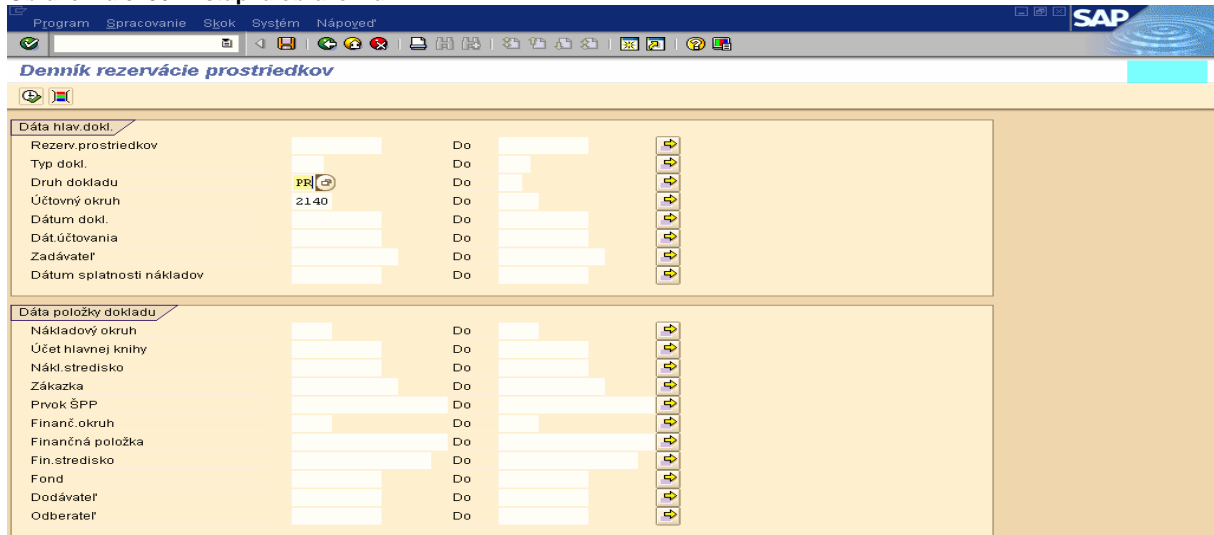 Program Spracovanie Skok Systém Nápoveď
SAP
Denník rezervácie prostriedkov
Dáta hlav.dokl.
Rezerv.prostriedkov Do
Typ dokl. Do
Druh dokladu PR Do
Účtovný okruh 2140 Do
Dátum dokl. Do
Dát.účtovania Do
Zadávateľ Do
Dátum splatnosti nákladov Do
Dáta položky dokladu
Nákladový okruh Do
Účet hlavnej knihy Do
Nákl.stredisko Do
Zákazka Do
Prvok ŠPP Do
Financ.okruh Do
Finančná položka Do
Fin.stredisko Do
Fond Do
Dodávateľ Do
Odberateľ Do